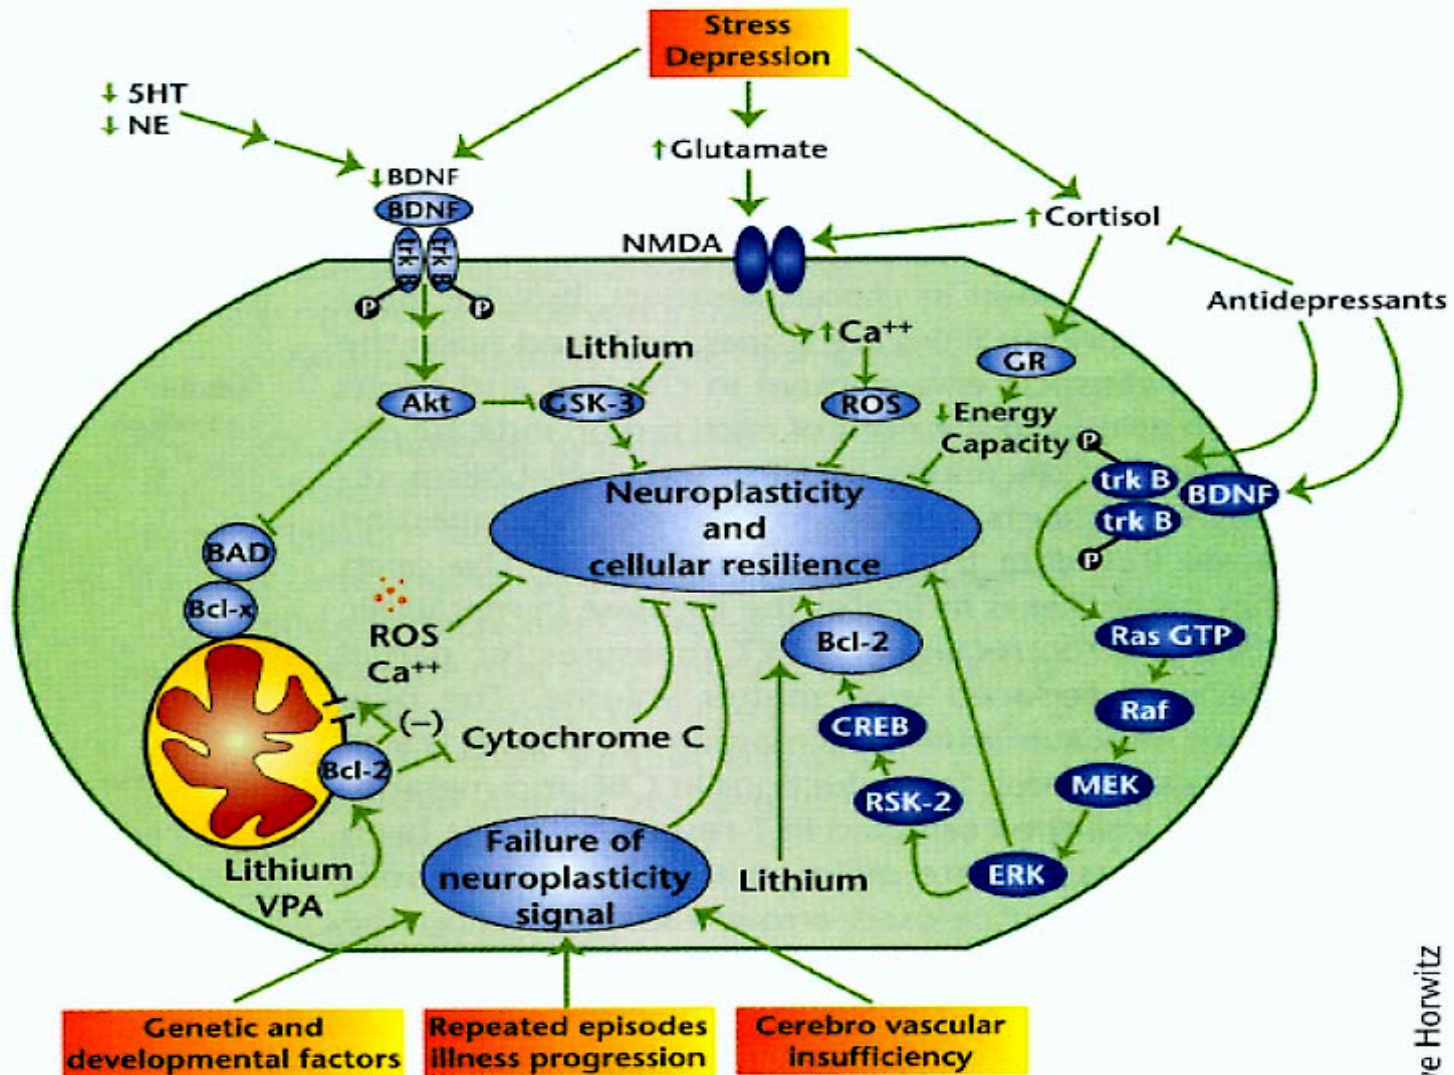 Stress
Depression
↓ 5HT
↓ NE
↑Glutamate
↓BDNF
BDNF
trk B
trk B
P
P
NMDA
↑Cortisol
Antidepressants
↑Ca++
Lithium
GR
Akt
GSK-3
ROS
↓Energy
Capacity
P
trk B
BDNF
trk B
P
Neuroplasticity
and
cellular resilience
BAD
Bcl-x
ROS
Ca++
(−)
Bcl-2
Cytochrome C
Bcl-2
Ras GTP
Raf
CREB
MEK
RSK-2
ERK
Lithium
VPA
Failure of
neuroplasticity
signal
Lithium
Genetic and
developmental factors
Repeated episodes
illness progression
Cerebro vascular
insufficiency
ve Horwitz